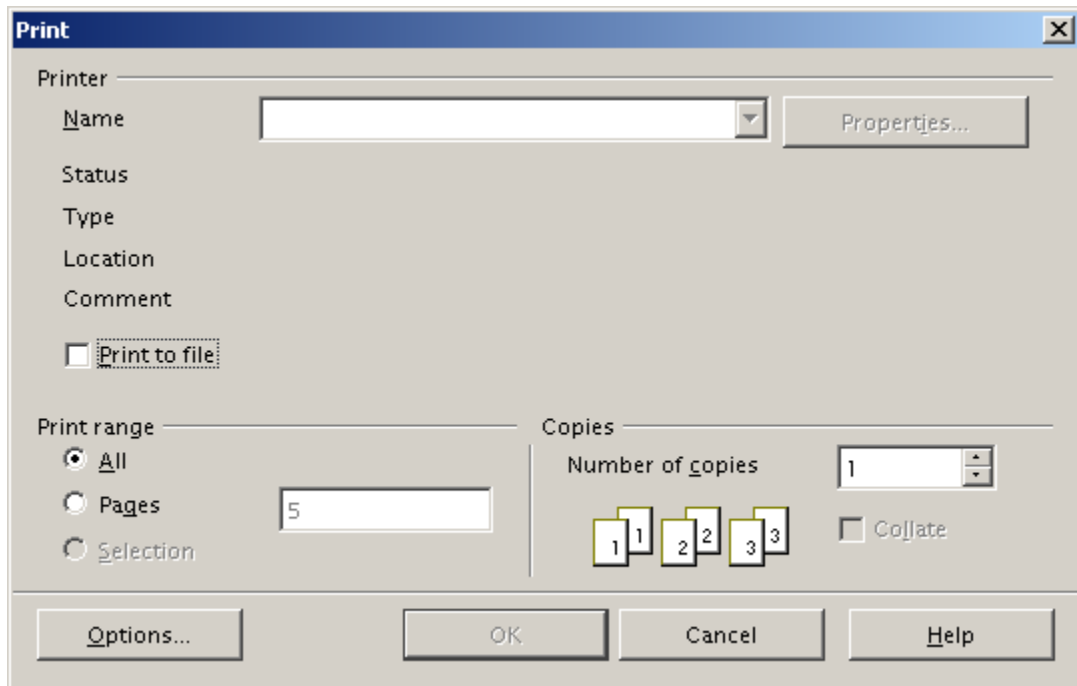 Print
Printer
Name
Properties...
Status
Type
Location
Comment
Print to file
Print range
All
Pages
5
Selection
Copies
Number of copies
1
1 1 2 2 3 3
Collate
Options...
OK
Cancel
Help